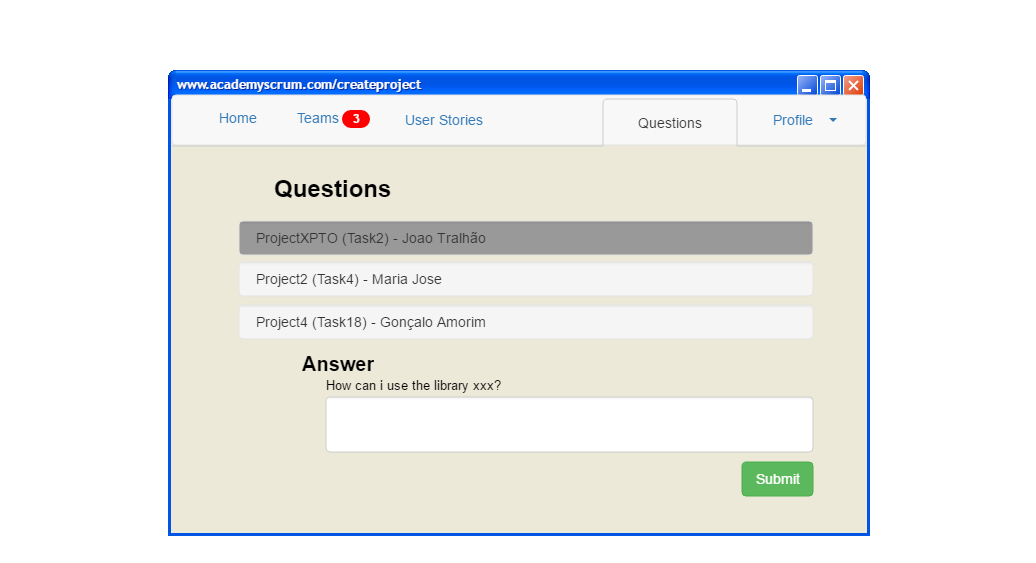 www.academyscrum.com/createproject
Home Teams 3 User Stories Questions Profile
Questions
ProjectXPTO (Task2) - Joao Tralhão
Project2 (Task4) - Maria Jose
Project4 (Task18) - Gonçalo Amorim
Answer
How can i use the library xxx?
Submit